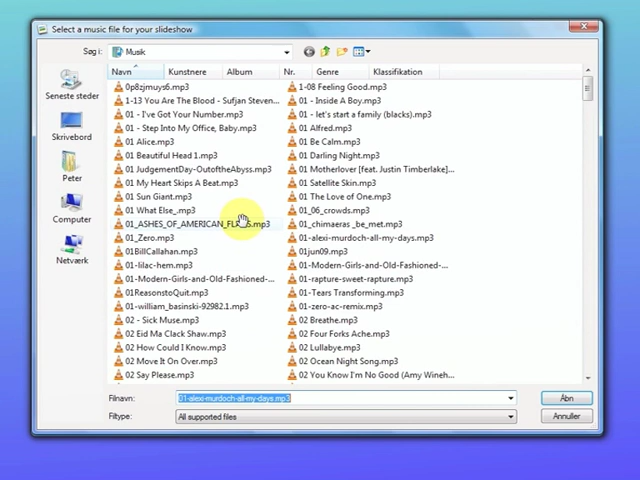 Select a music file for your slideshow
Søg i: Musik
Seneste steder
Skrivebord
Peter
Computer
Netværk
Navn Kunstnere Album Nr. Genre Klassifikation
0p8zjmuys6.mp3
1-13 You Are The Blood - Sufjan Steven...
01 - I've Got Your Number.mp3
01 - Step Into My Office, Baby.mp3
01 Alice.mp3
01 Beautiful Head 1.mp3
01 JudgementDay-OutoftheAbyss.mp3
01 My Heart Skips A Beat.mp3
01 Sun Giant.mp3
01 What Else_.mp3
01_ASHES_OF_AMERICAN_
01_Zero.mp3
01BillCallahan.mp3
01-lilac-hem.mp3
01-Modern-Girls-and-Old-Fashioned-...
01ReasonstoQuit.mp3
01-william_basinski-92982.1.mp3
02 - Sick Muse.mp3
02 Eid Ma Clack Shaw.mp3
02 How Could I Know.mp3
02 Move It On Over.mp3
02 Say Please.mp3
1-08 Feeling Good.mp3
01 - Inside A Boy.mp3
01 - let's start a family (blacks).mp3
01 Alfred.mp3
01 Be Calm.mp3
01 Darling Night.mp3
01 Motherlover [feat. Justin Timberlake]...
01 Satellite Skin.mp3
01 The Love of One.mp3
01_06_crowds.mp3
01_chimaeras _be_met.mp3
01-alexi-murdoch-all-my-days.mp3
01jun09.mp3
01-Modern-Girls-and-Old-Fashioned-...
01-rapture-sweet-rapture.mp3
01-Tears Transforming.mp3
01-zero-ac-remix.mp3
02 Breathe.mp3
02 Four Forks Ache.mp3
02 Lullabye.mp3
02 Ocean Night Song.mp3
02 You Know I'm No Good (Amy Wineh...
Filnavn: 01-alexi-murdoch-all-my-days.mp3 Åbn
Filtype: All supported files Annuller